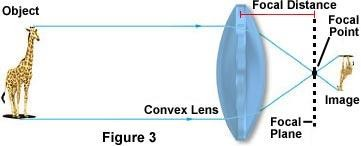 Object
Focal Distance
Focal
Point
Convex Lens
Image
Focal
Plane
Figure 3